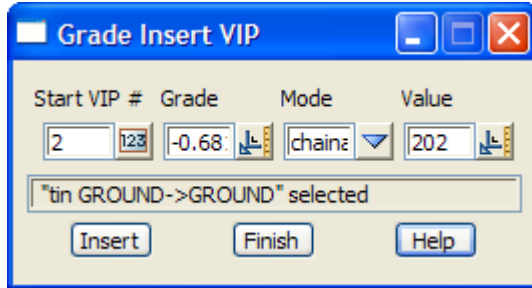 Grade Insert VIP
Start VIP # Grade Mode Value
2 123 -0.68 chaina 202
"tin GROUND->GROUND" selected
Insert Finish Help